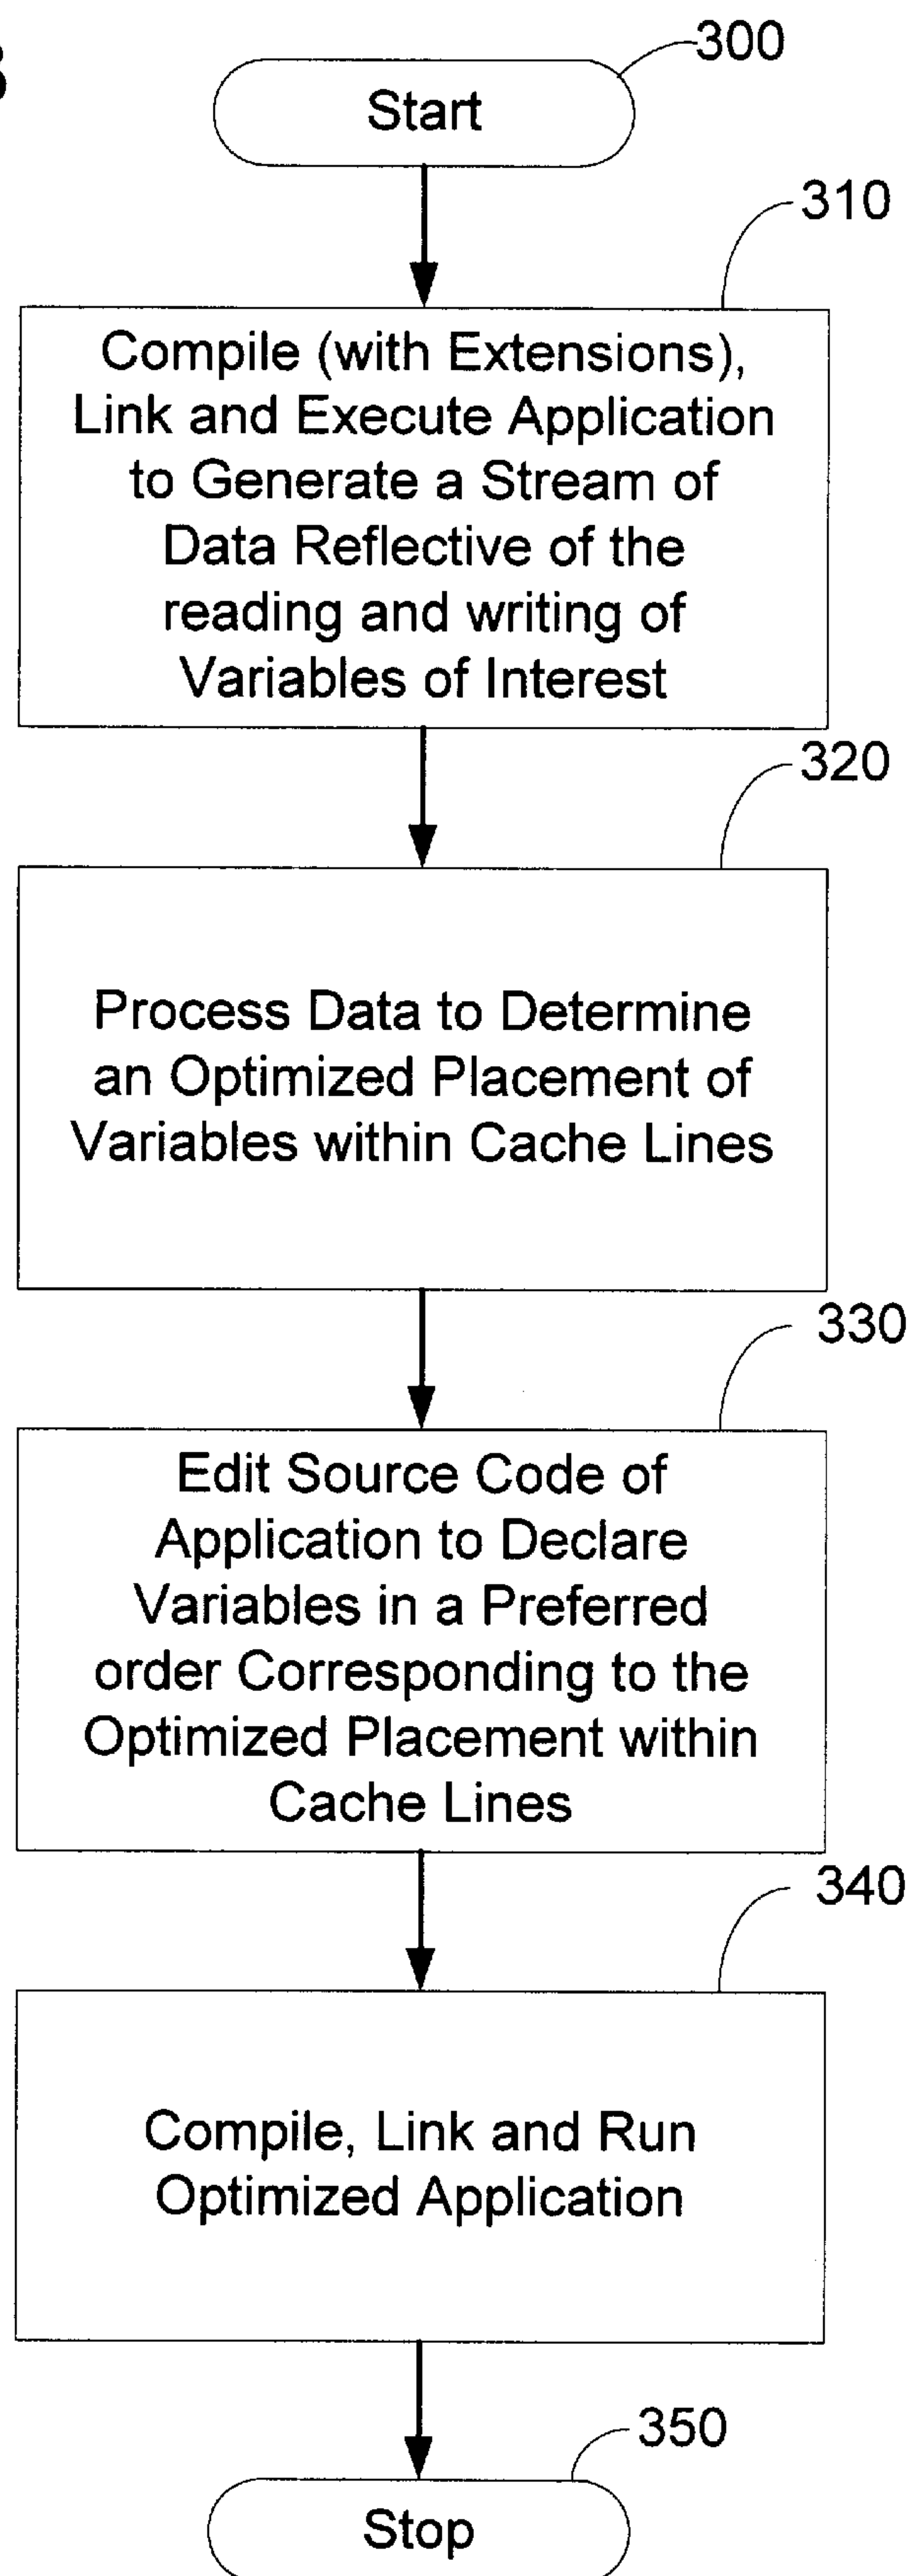 300
Start
310
Compile (with Extensions),
Link and Execute Application
to Generate a Stream of
Data Reflective of the
reading and writing of
Variables of Interest
320
Process Data to Determine
an Optimized Placement of
Variables within Cache Lines
330
Edit Source Code of
Application to Declare
Variables in a Preferred
order Corresponding to the
Optimized Placement within
Cache Lines
340
Compile, Link and Run
Optimized Application
350
Stop